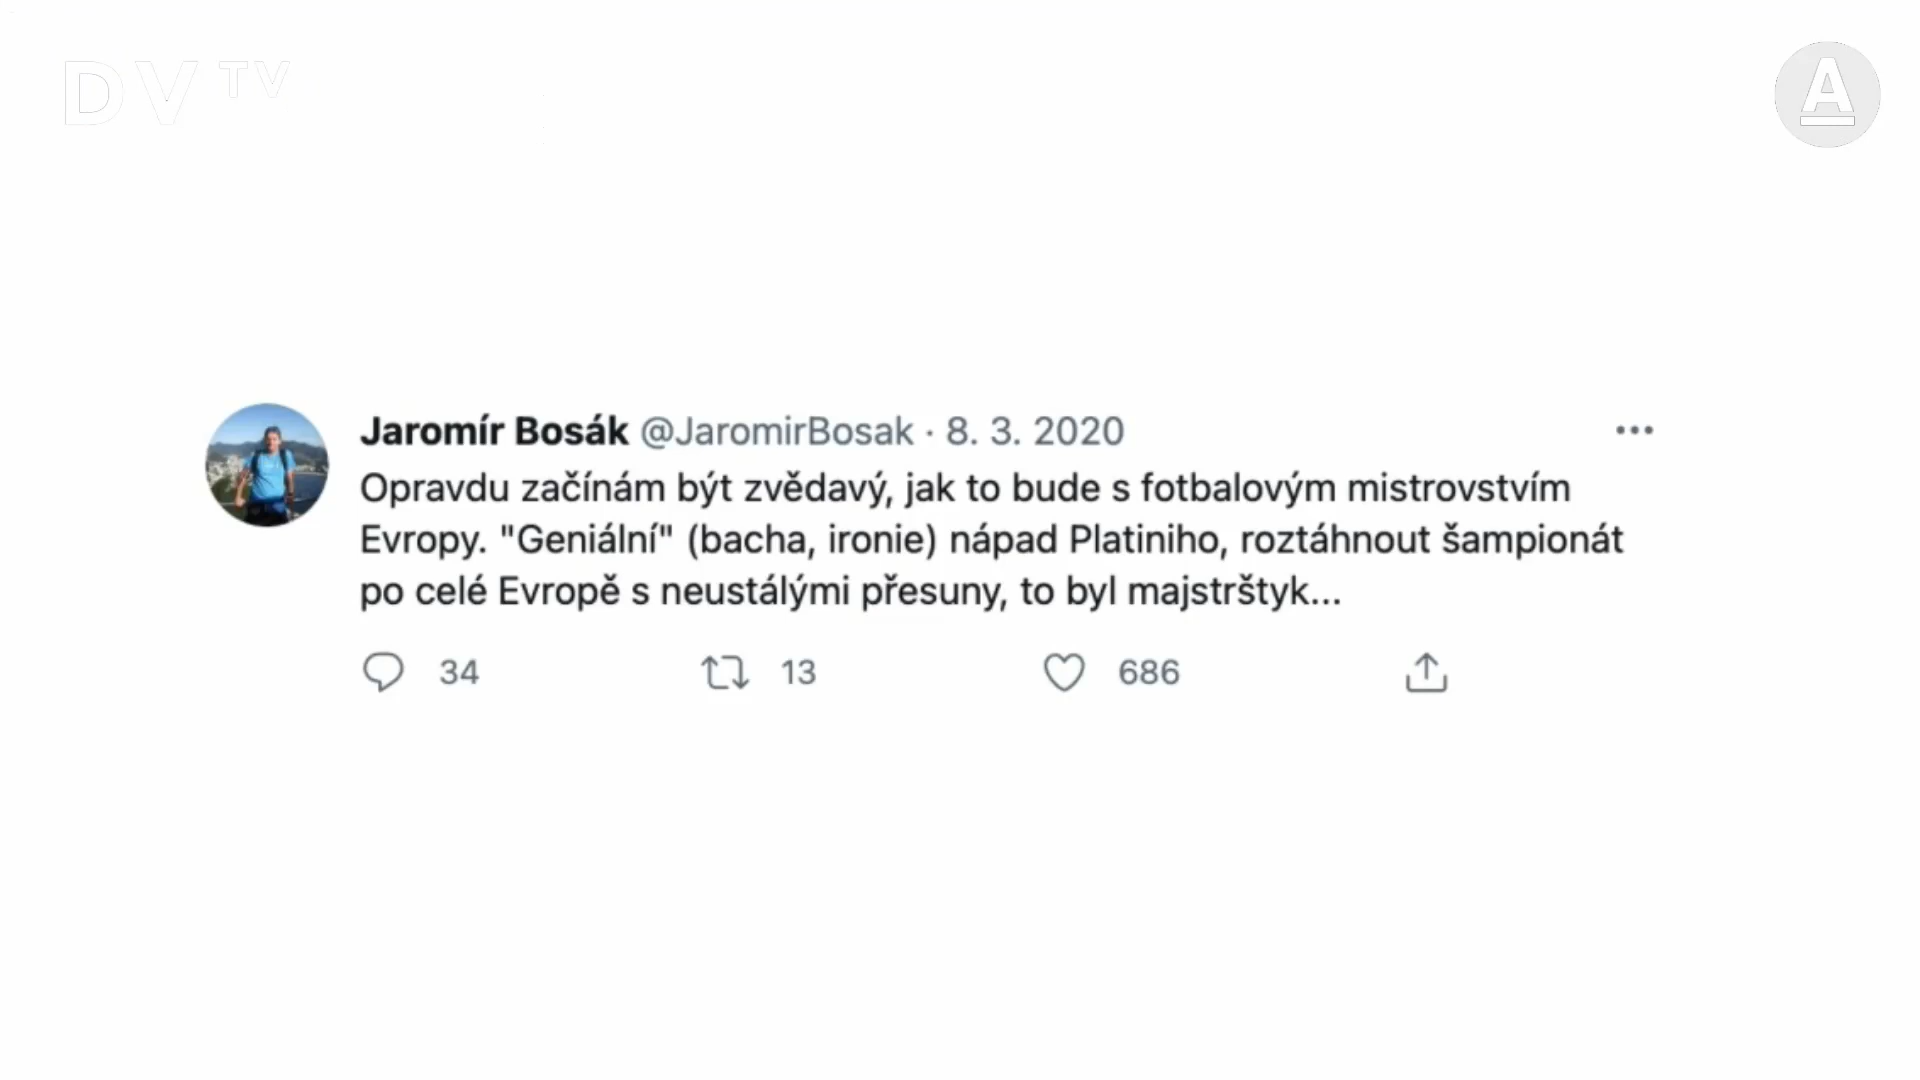 DV TV
A
Jaromír Bosák @JaromirBosak · 8. 3. 2020
Opravdu začínám být zvědavý, jak to bude s fotbalovým mistrovstvím
Evropy. "Geniální" (bacha, ironie) nápad Platiniho, roztáhnout šampionát
po celé Evropě s neustálými přesuny, to byl majstrštyk...
34 13 686